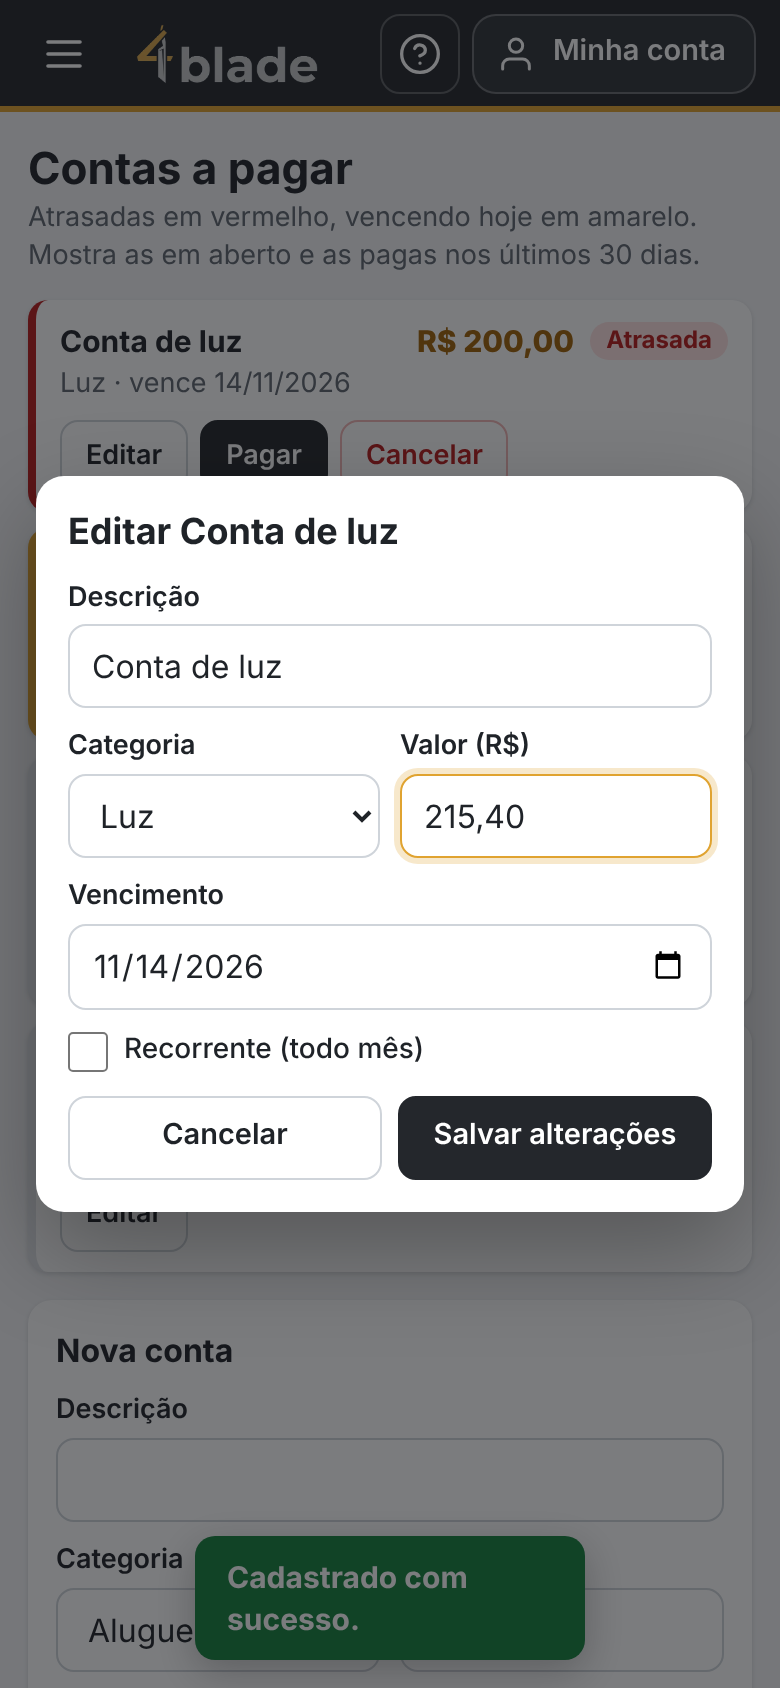 4blade
Minha conta
Contas a pagar
Atrasadas em vermelho, vencendo hoje em amarelo.
Mostra as em aberto e as pagas nos últimos 30 dias.
Conta de luz
R$ 200,00
Atrasada
Luz · vence 14/11/2026
Editar
Pagar
Cancelar
Editar Conta de luz
Descrição
Conta de luz
Categoria
Valor (R$)
Luz
215,40
Vencimento
11/14/2026
Recorrente (todo mês)
Cancelar
Salvar alterações
Editar
Nova conta
Descrição
Categoria
Cadastrado com
sucesso.
Alugue